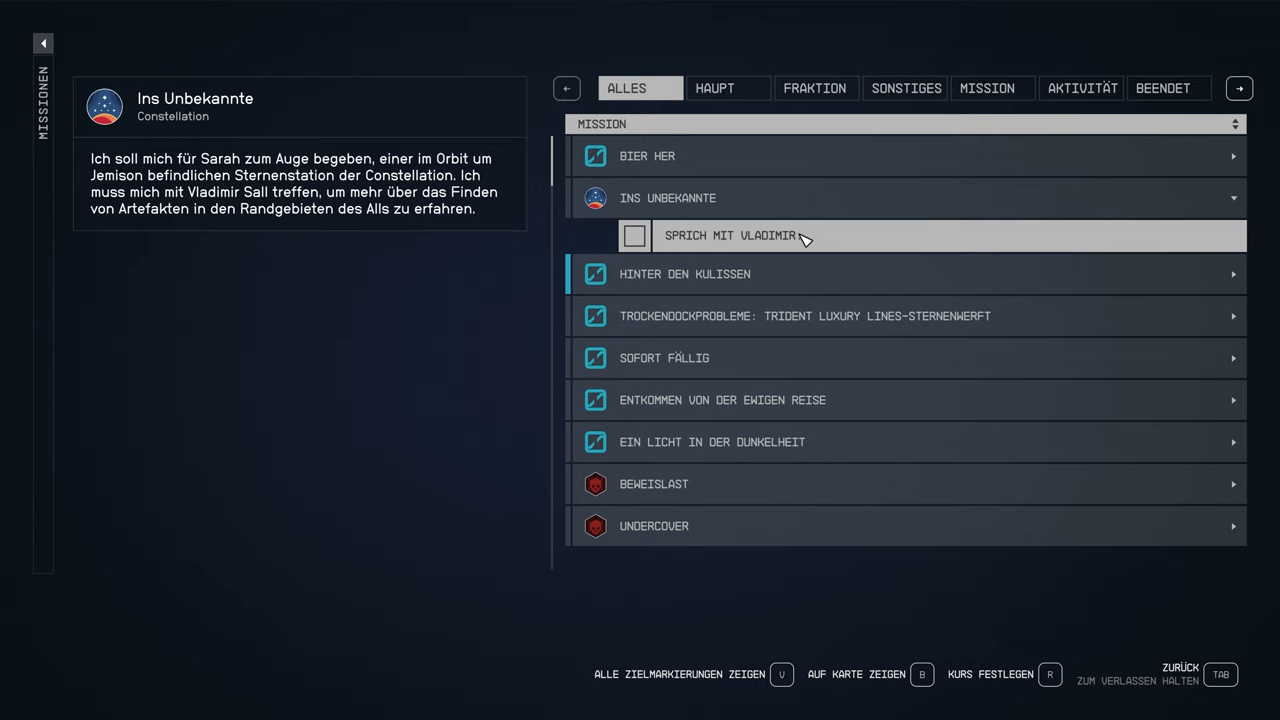 MISSIONEN
Ins Unbekannte
Constellation
Ich soll mich für Sarah zum Auge begeben, einer im Orbit um
Jemison befindlichen Sternenstation der Constellation. Ich
muss mich mit Vladimir Sall treffen, um mehr über das Finden
von Artefakten in den Randgebieten des Alls zu erfahren.
ALLES HAUPT FRAKTION SONSTIGES MISSION AKTIVITÄT BEENDET
MISSION
BIER HER
INS UNBEKANNTE
SPRICH MIT VLADIMIR
HINTER DEN KULISSEN
TROCKENDOCKPROBLEME: TRIDENT LUXURY LINES-STERNENWERFT
SOFORT FÄLLIG
ENTKOMMEN VON DER EWIGEN REISE
EIN LICHT IN DER DUNKELHEIT
BEWEISLAST
UNDERCOVER
ALLE ZIELMARKIERUNGEN ZEIGEN V AUF KARTE ZEIGEN B KURS FESTLEGEN R ZURÜCK TAB
ZUM VERLASSEN HALTEN